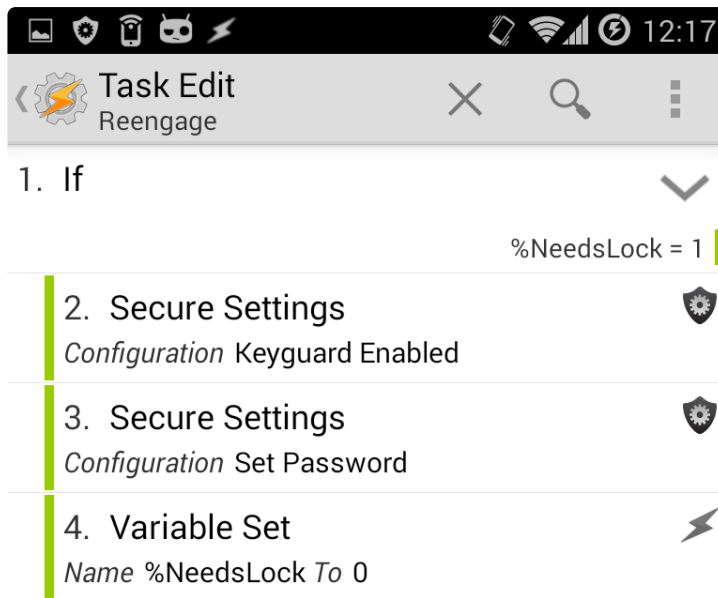 12:17
Task Edit
Reengage
1. If
%NeedsLock = 1
2. Secure Settings
Configuration Keyguard Enabled
3. Secure Settings
Configuration Set Password
4. Variable Set
Name %NeedsLock To 0